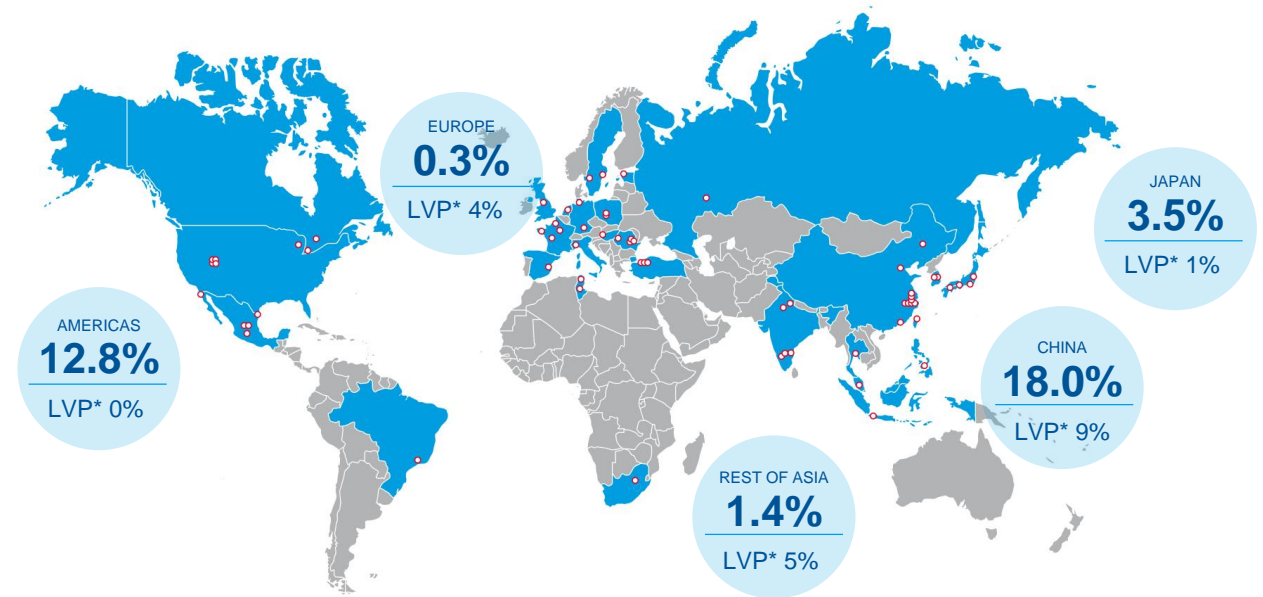 EUROPE
0.3%
LVP* 4%
JAPAN
3.5%
LVP* 1%
AMERICAS
12.8%
LVP* 0%
CHINA
18.0%
LVP* 9%
REST OF ASIA
1.4%
LVP* 5%